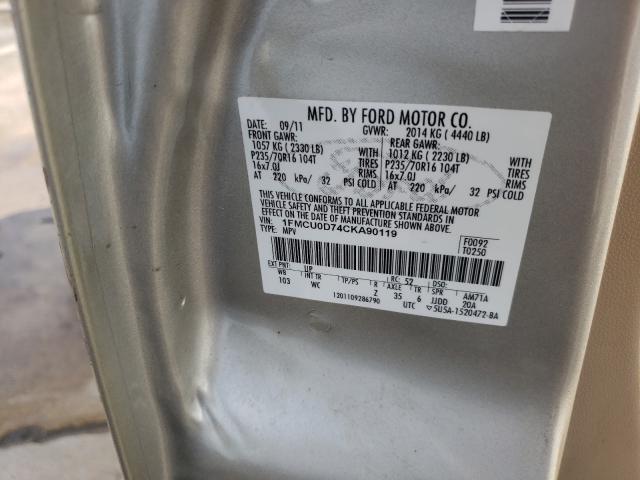 MFD. BY FORD MOTOR CO.
DATE: 09/11 GVWR: 2014 KG ( 4440 LB)
FRONT GAWR: REAR GAWR:
1057 KG ( 2330 LB) WITH 1012 KG ( 2230 LB) WITH
P235/70R16 104T TIRES P235/70R16 104T TIRES
16x7.0J RIMS 16x7.0J RIMS
AT 220 kPa/ 32 PSI COLD AT 220 kPa/ 32 PSI COLD
THIS VEHICLE CONFORMS TO ALL APPLICABLE FEDERAL MOTOR
VEHICLE SAFETY AND THEFT PREVENTION STANDARDS IN
EFFECT ON THE DATE OF MANUFACTURE SHOWN ABOVE.
VIN: 1FMCU0D74CKA90119
TYPE: MPV
F0092
T0250
EXT PNT: UP RC: 52 DSO:
WB INT TR TP/PS R AXLE TR SPR AM71A
103 WC Z 35 6 JJDD 20A
1201109286790 UTC ▽5U5A-1520472-BA